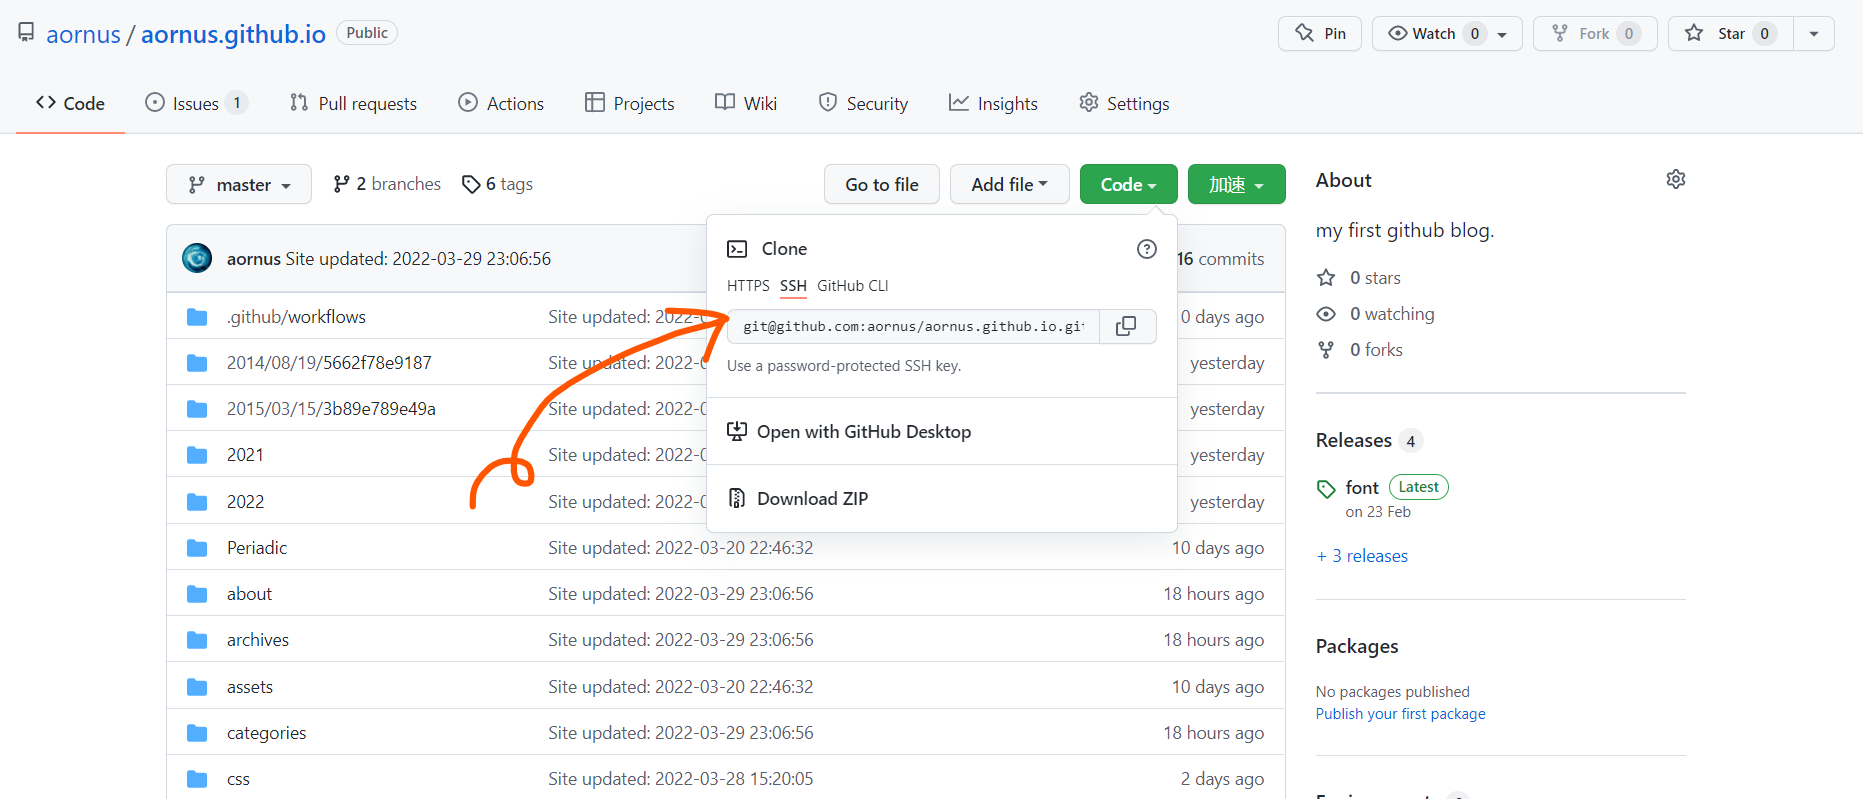 aornus / aornus.github.io Public Pin Watch 0 Fork 0 Star 0
Code Issues 1 Pull requests Actions Projects Wiki Security Insights Settings
master 2 branches 6 tags Go to file Add file Code 加速
aornus Site updated: 2022-03-29 23:06:56 16 commits
.github/workflows Site updated: 2022-0 0 days ago
2014/08/19/5662f78e9187 Site updated: 2022-0 yesterday
2015/03/15/3b89e789e49a Site updated: 2022-0 yesterday
2021 Site updated: 2022-0 yesterday
2022 Site updated: 2022-0 yesterday
Periadic Site updated: 2022-03-20 22:46:32 10 days ago
about Site updated: 2022-03-29 23:06:56 18 hours ago
archives Site updated: 2022-03-29 23:06:56 18 hours ago
assets Site updated: 2022-03-20 22:46:32 10 days ago
categories Site updated: 2022-03-29 23:06:56 18 hours ago
css Site updated: 2022-03-28 15:20:05 2 days ago
Clone
HTTPS SSH GitHub CLI
git@github.com:aornus/aornus.github.io.gi
Use a password-protected SSH key.
Open with GitHub Desktop
Download ZIP
About
my first github blog.
0 stars
0 watching
0 forks
Releases 4
font Latest
on 23 Feb
+ 3 releases
Packages
No packages published
Publish your first package